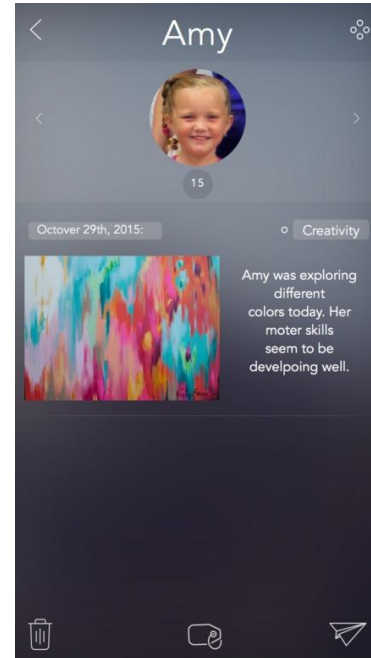 Amy
15
Octover 29th, 2015:
Creativity
Amy was exploring
different
colors today. Her
moter skills
seem to be
develpoing well.